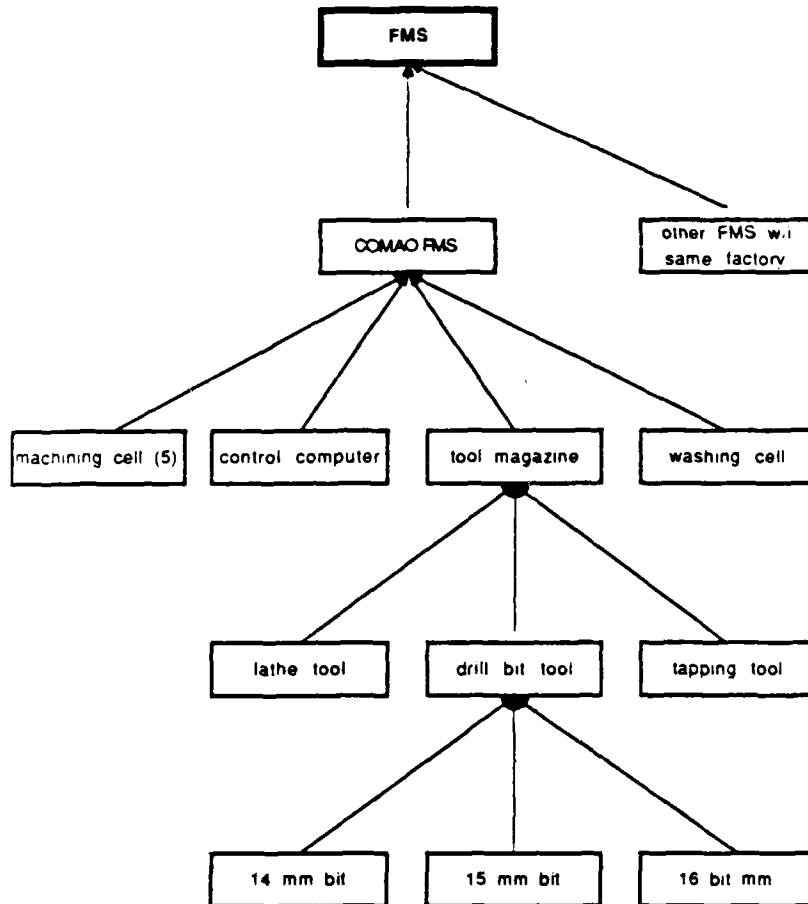 FMS
COMAO FMS
other FMS w/i
same factory
machining cell (5)
control computer
tool magazine
washing cell
lathe tool
drill bit tool
tapping tool
14 mm bit
15 mm bit
16 bit mm